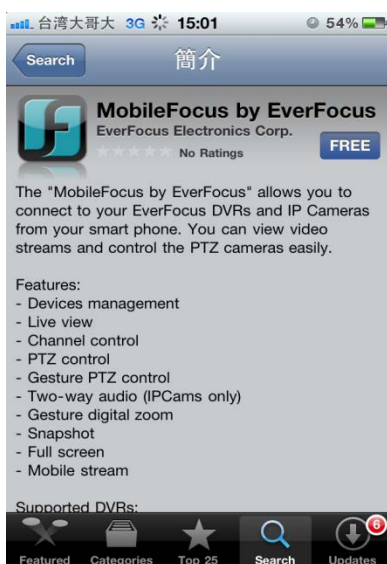 台湾大哥大 3G 15:01 54%
Search 簡介
MobileFocus by EverFocus
EverFocus Electronics Corp.
No Ratings
FREE
The "MobileFocus by EverFocus" allows you to
connect to your EverFocus DVRs and IP Cameras
from your smart phone. You can view video
streams and control the PTZ cameras easily.
Features:
- Devices management
- Live view
- Channel control
- PTZ control
- Gesture PTZ control
- Two-way audio (IPCams only)
- Gesture digital zoom
- Snapshot
- Full screen
- Mobile stream
Supported DVRs:
6
Featured Categories Top 25 Search Updates